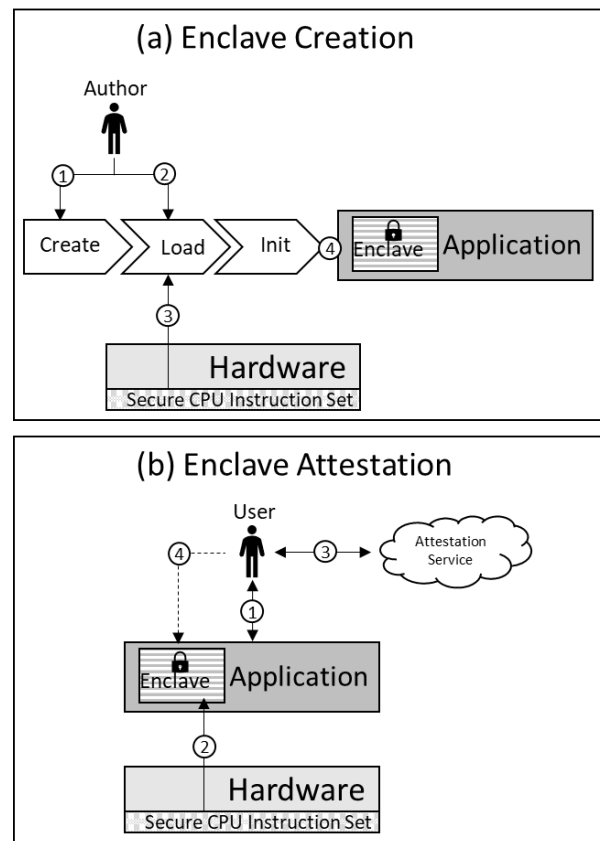 (a) Enclave Creation
Author
1
2
Create
Load
Init
4
Enclave
Application
3
Hardware
Secure CPU Instruction Set
(b) Enclave Attestation
User
4
3
Attestation
Service
1
Enclave
Application
2
Hardware
Secure CPU Instruction Set